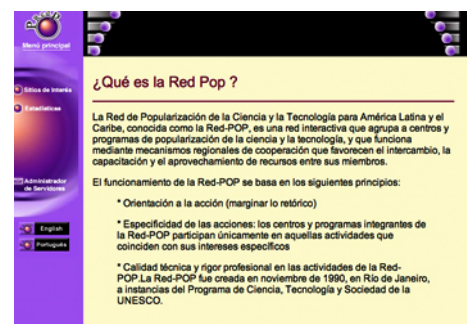 Menú principal
Sitios de Interés
Estadísticas
Administrador
de Servidores
English
Portugués
¿Qué es la Red Pop ?
La Red de Popularización de la Ciencia y la Tecnología para América Latina y el
Caribe, conocida como la Red-POP, es una red interactiva que agrupa a centros y
programas de popularización de la ciencia y la tecnología, y que funciona
mediante mecanismos regionales de cooperación que favorecen el intercambio, la
capacitación y el aprovechamiento de recursos entre sus miembros.
El funcionamiento de la Red-POP se basa en los siguientes principios:
* Orientación a la acción (marginar lo retórico)
* Especificidad de las acciones: los centros y programas integrantes de
la Red-POP participan únicamente en aquellas actividades que
coinciden con sus intereses específicos
* Calidad técnica y rigor profesional en las actividades de la Red-
POP.La Red-POP fue creada en noviembre de 1990, en Río de Janeiro,
a instancias del Programa de Ciencia, Tecnología y Sociedad de la
UNESCO.